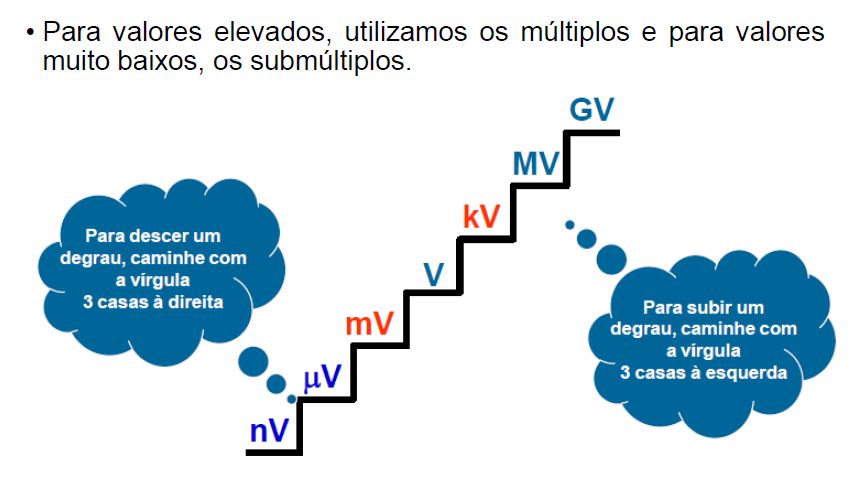 • Para valores elevados, utilizamos os múltiplos e para valores
muito baixos, os submúltiplos.
GV
MV
kV
V
mV
µV
nV
Para descer um
degrau, caminhe com
a vírgula
3 casas à direita
Para subir um
degrau, caminhe com
a vírgula
3 casas à esquerda